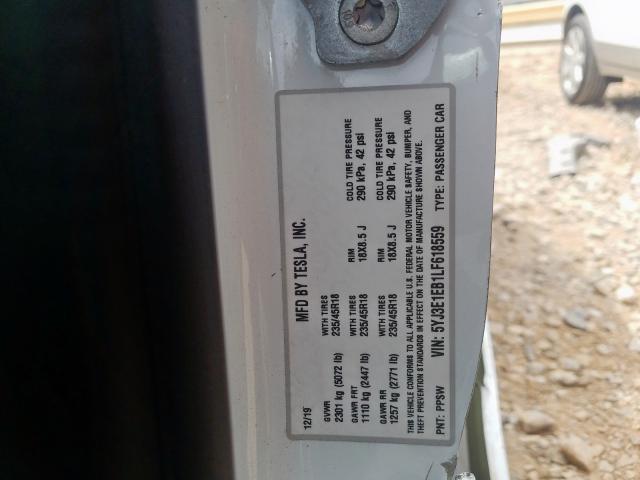 MFD BY TESLA, INC.
12/19
GVWR
2301 kg (5072 lb)
WITH TIRES
235/45R18
RIM
18X8.5 J
COLD TIRE PRESSURE
290 kPa, 42 psi
GAWR FRT
1110 kg (2447 lb)
WITH TIRES
235/45R18
RIM
18X8.5 J
COLD TIRE PRESSURE
290 kPa, 42 psi
GAWR RR
1257 kg (2771 lb)
WITH TIRES
235/45R18
RIM
18X8.5 J
THIS VEHICLE CONFORMS TO ALL APPLICABLE U.S. FEDERAL MOTOR VEHICLE SAFETY, BUMPER, AND
THEFT PREVENTION STANDARDS IN EFFECT ON THE DATE OF MANUFACTURE SHOWN ABOVE.
PNT: PPSW VIN: 5YJ3E1EB1LF618559 TYPE: PASSENGER CAR